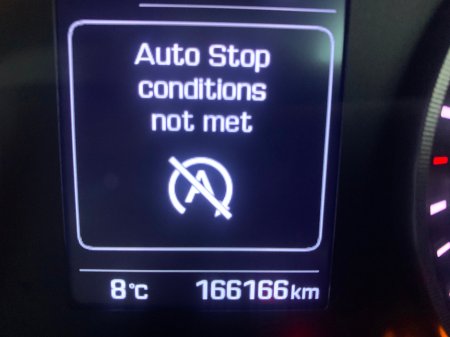 Auto Stop
conditions
not met
A
8°C 166166km